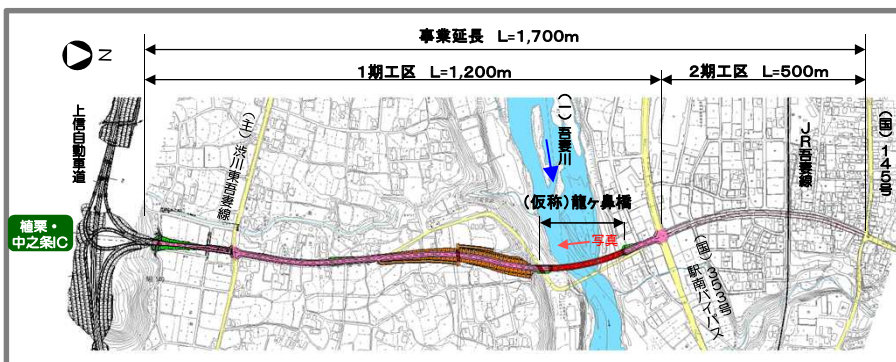 事業延長 L=1,700m
1期工区 L=1,200m
2期工区 L=500m
N
上信自動車道
植栗・
中之条IC
(主)渋川東吾妻線
(一)吾妻川
(仮称)龍ヶ鼻橋
写真
(国)353号
駅南バイパス
JR吾妻線
(国)145号